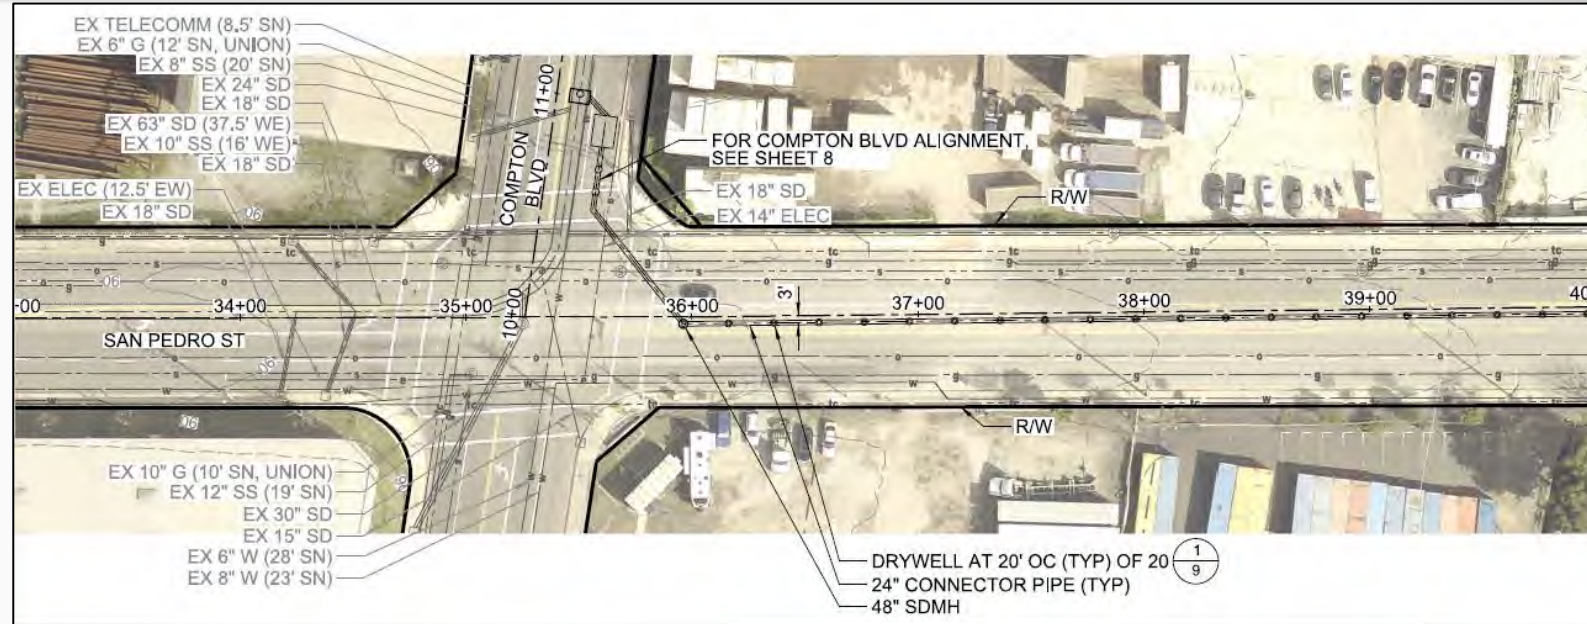 EX TELECOMM (8.5' SN)
EX 6" G (12' SN, UNION)
EX 8" SS (20' SN)
EX 24" SD
EX 18" SD
EX 63" SD (37.5' WE)
EX 10" SS (16' WE)
EX 18" SD
EX ELEC (12.5' EW)
EX 18" SD
COMPTON
BLVD
11+00
FOR COMPTON BLVD ALIGNMENT,
SEE SHEET 8
EX 18" SD
EX 14" ELEC
R/W
+00
34+00
35+00
10+00
36+00
3'
37+00
38+00
39+00
40
SAN PEDRO ST
R/W
EX 10" G (10' SN, UNION)
EX 12" SS (19' SN)
EX 30" SD
EX 15" SD
EX 6" W (28' SN)
EX 8" W (23' SN)
DRYWELL AT 20' OC (TYP) OF 20
1
9
24" CONNECTOR PIPE (TYP)
48" SDMH